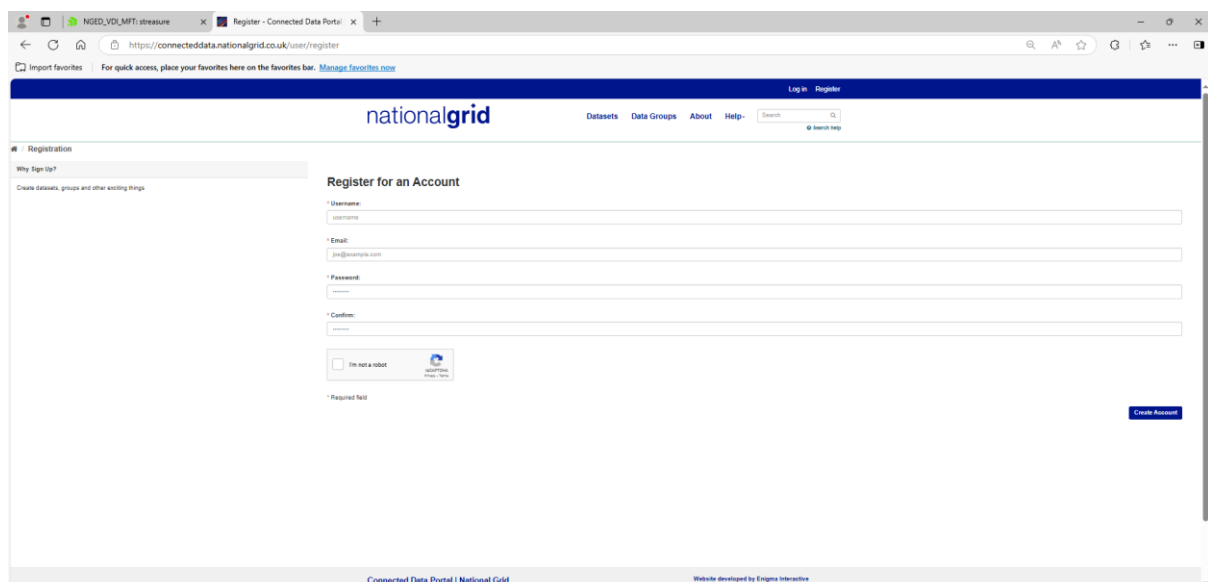 NGED_VDI_MFT: streasure
Register - Connected Data Portal
https://connecteddata.nationalgrid.co.uk/user/register
Import favorites
For quick access, place your favorites here on the favorites bar. Manage favorites now
Log in Register
nationalgrid
Datasets Data Groups About Help
Search
Search help
/ Registration
Why Sign Up?
Create datasets, groups and other exciting things
Register for an Account
* Username:
username
* Email:
joe@example.com
* Password:
* Confirm:
I'm not a robot
reCAPTCHA
Privacy - Terms
* Required field
Create Account
Connected Data Portal | National Grid
Website developed by Enigma Interactive